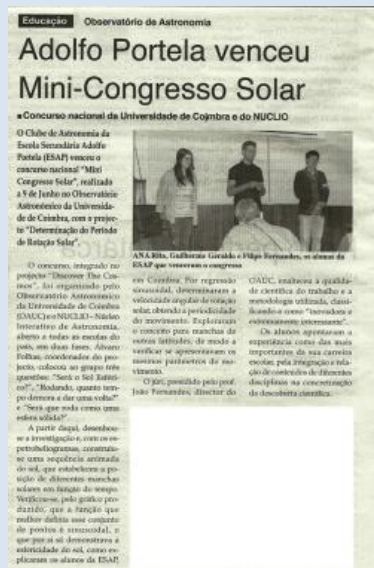 Educação Observatório de Astronomia
Adolfo Portela venceu
Mini-Congresso Solar
■ Concurso nacional da Universidade de Coimbra e do NUCLIO
O Clube de Astronomia da
Escola Secundária Adolfo
Portela (ESAP) venceu o
concurso nacional "Mini
Congresso Solar", realizado
a 9 de Junho no Observatório
Astronómico da Universida-
de de Coimbra, com o projec-
to "Determinação do Período
de Rotação Solar".
O concurso, integrado no
projecto "Discover The Cos-
mos", foi organizado pelo
Observatório Astronómico
da Universidade de Coimbra
(OAUC) e o NUCLIO – Núcleo
Interativo de Astronomia,
aberto a todas as escolas do
país, em duas fases. Álvaro
Folhas, coordenador do pro-
jecto, colocou ao grupo três
questões: "Será o Sol Esféri-
co?", "Rodando, quanto tem-
po demora a dar uma volta?"
e "Será que roda como uma
esfera sólida?".
A partir daqui, desenhou-
se a investigação e, com os es-
petroheliogramas, construiu-
se uma sequência animada
do sol, que estabelecem a po-
sição de diferentes manchas
solares em função do tempo.
Verificou-se, pelo gráfico pro-
duzido, que a função que
melhor definia esse conjunto
de pontos é sinusoidal, o
que por si só demonstrava a
esfericidade do sol, como ex-
plicaram os alunos da ESAP,
ANA Rita, Guilherme Geraldo e Filipe Fernandes, os alunos da
ESAP que venceram o congresso
em Coimbra. Por regressão
sinusoidal, determinaram a
velocidade angular de rotação
solar, obtendo a periodicidade
do movimento. Exploraram
o conceito para manchas de
outras latitudes, de modo a
verificar se apresentavam os
mesmos parâmetros de mo-
vimento.
O júri, presidido pelo prof.
João Fernandes, director do
OAUC, enalteceu a qualida-
de científica do trabalho e a
metodologia utilizada, classi-
ficando-a como "inovadora e
extremamente interessante".
Os alunos apontaram a
experiência como das mais
importantes da sua carreira
escolar, pela integração e rela-
ção de conteúdos de diferentes
disciplinas na concretização
da descoberta científica.